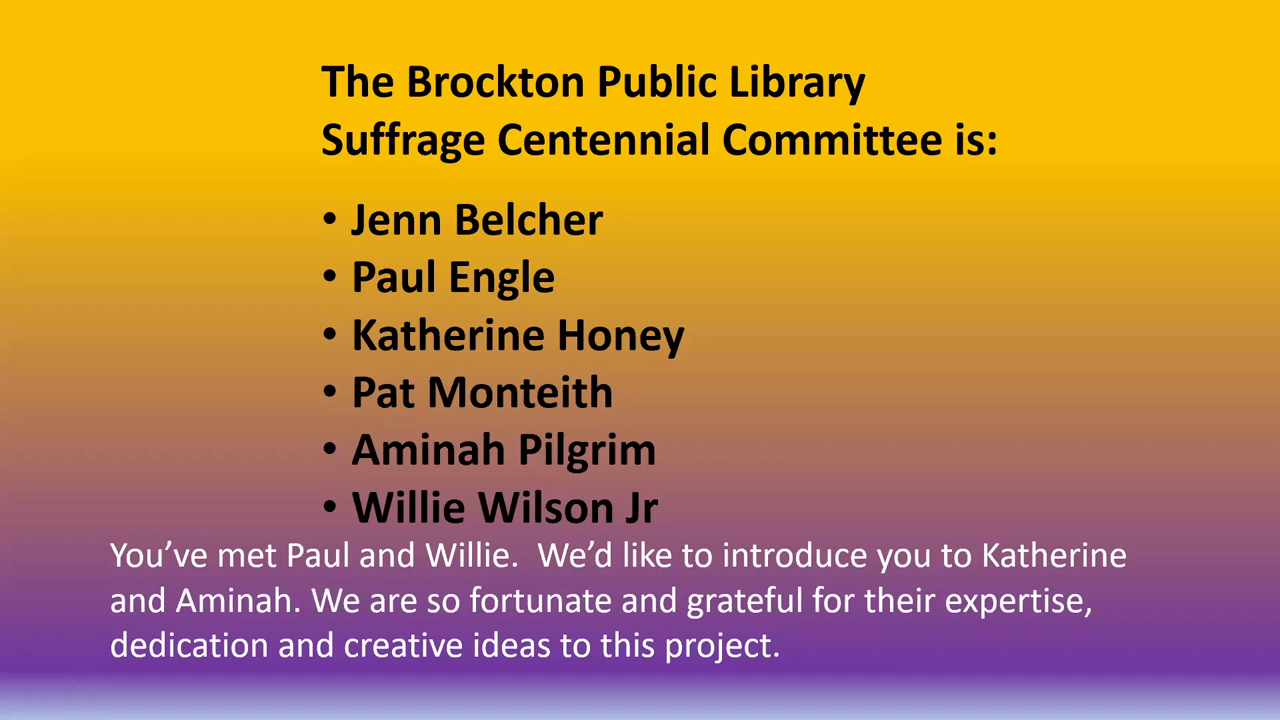 The Brockton Public Library
Suffrage Centennial Committee is:
• Jenn Belcher
• Paul Engle
• Katherine Honey
• Pat Monteith
• Aminah Pilgrim
• Willie Wilson Jr
You’ve met Paul and Willie.  We’d like to introduce you to Katherine
and Aminah. We are so fortunate and grateful for their expertise,
dedication and creative ideas to this project.